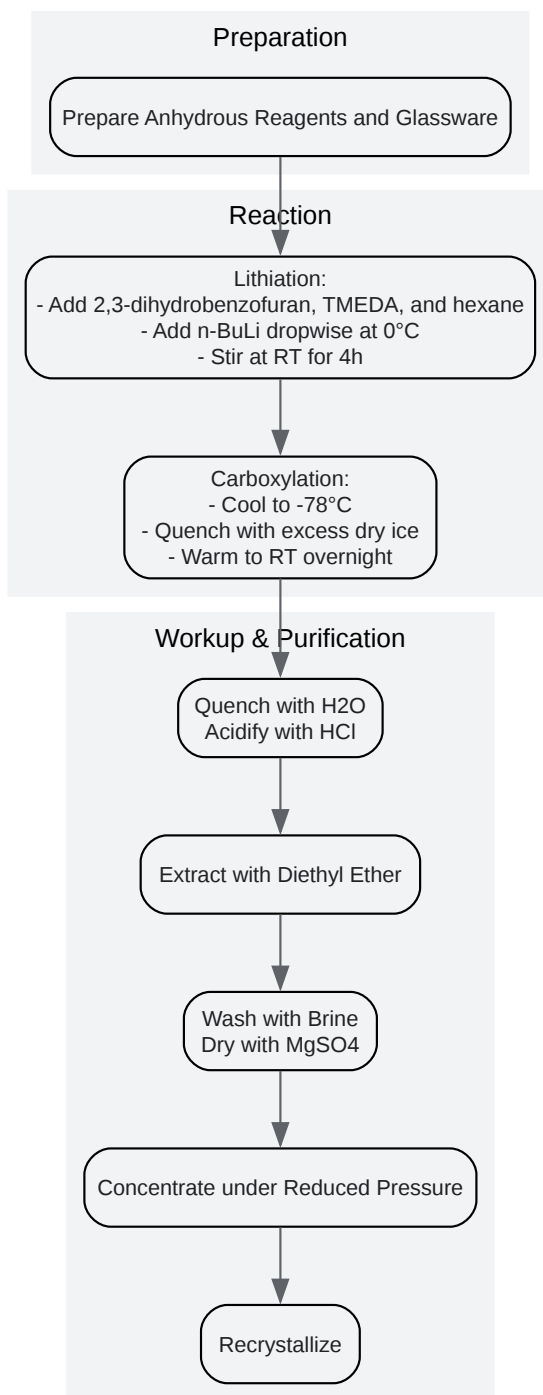 Preparation
Prepare Anhydrous Reagents and Glassware
Reaction
Lithiation:
- Add 2,3-dihydrobenzofuran, TMEDA, and hexane
- Add n-BuLi dropwise at 0°C
- Stir at RT for 4h
Carboxylation:
- Cool to -78°C
- Quench with excess dry ice
- Warm to RT overnight
Workup & Purification
Quench with H2O
Acidify with HCl
Extract with Diethyl Ether
Wash with Brine
Dry with MgSO4
Concentrate under Reduced Pressure
Recrystallize